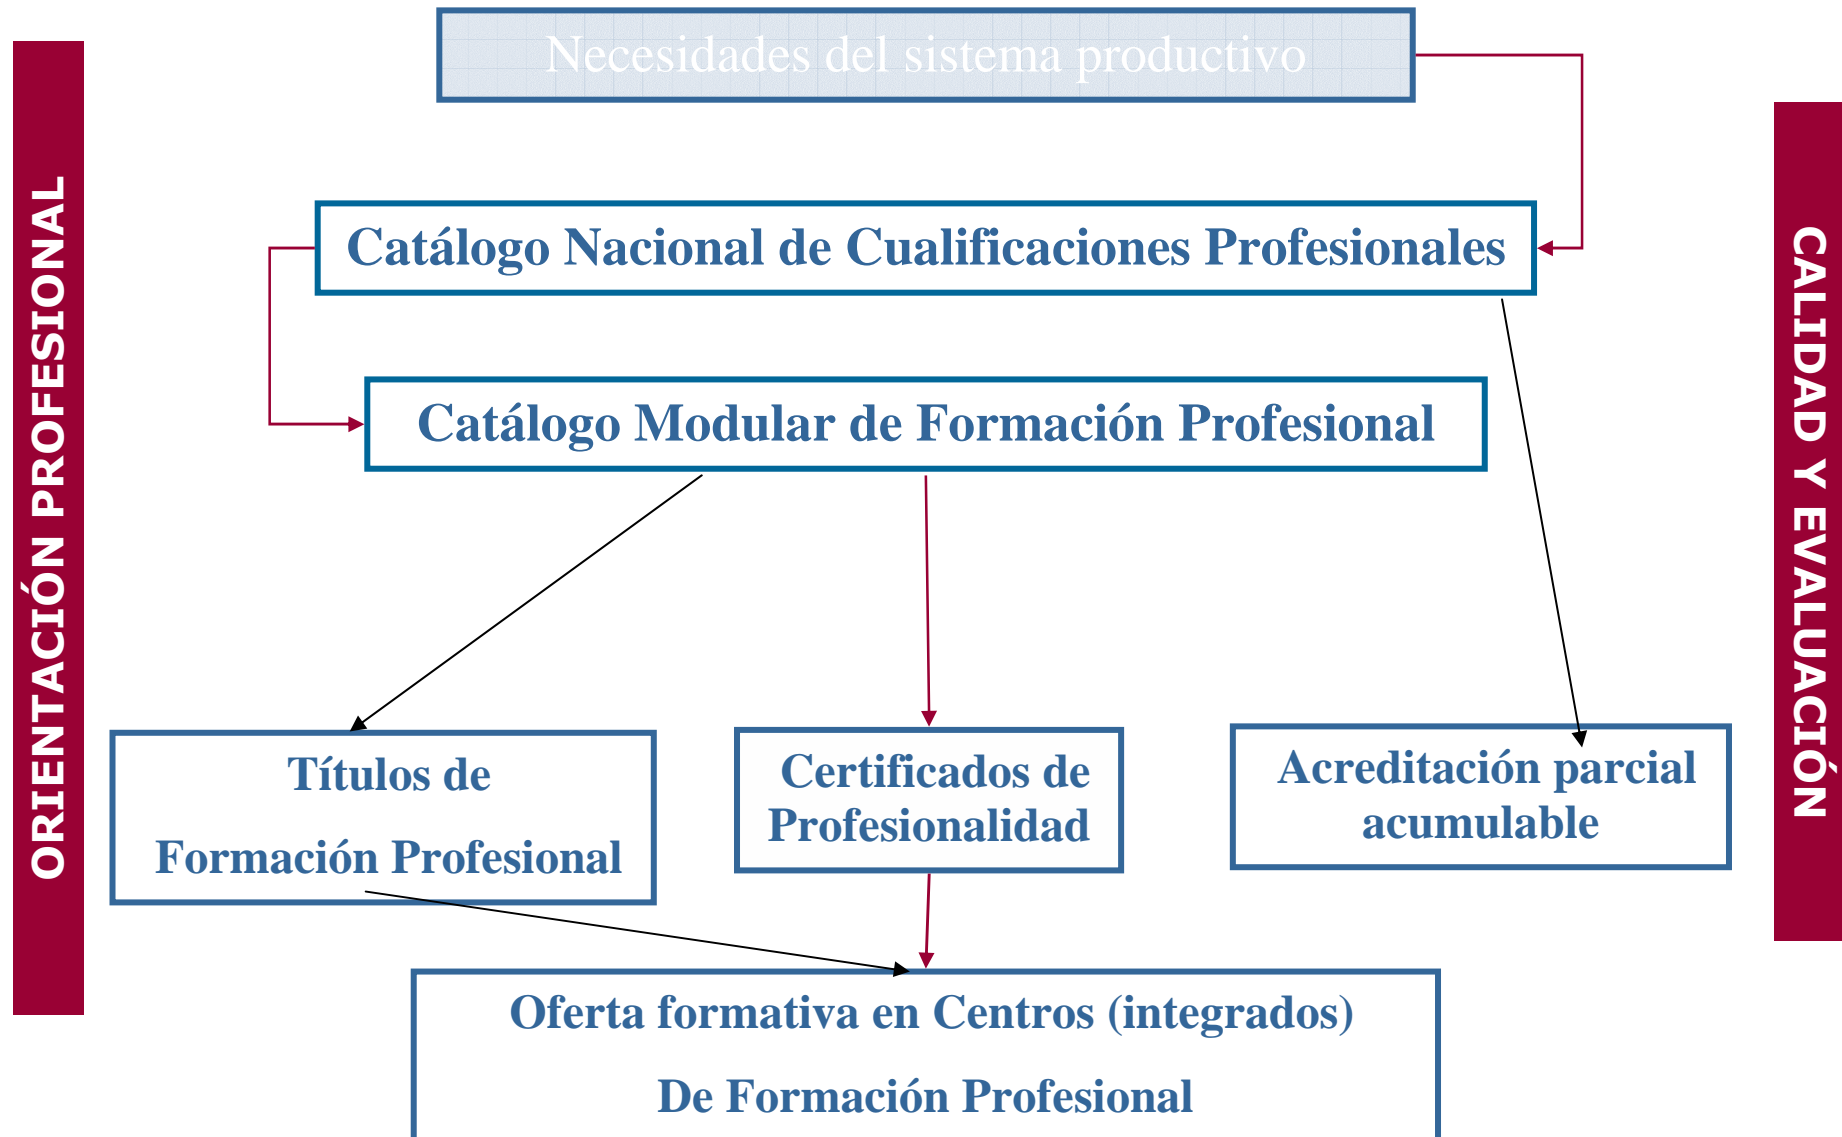 Necesidades del sistema productivo
ORIENTACIÓN PROFESIONAL
CALIDAD Y EVALUACIÓN
Catálogo Nacional de Cualificaciones Profesionales
Catálogo Modular de Formación Profesional
Títulos de
Formación Profesional
Certificados de
Profesionalidad
Acreditación parcial
acumulable
Oferta formativa en Centros (integrados)
De Formación Profesional